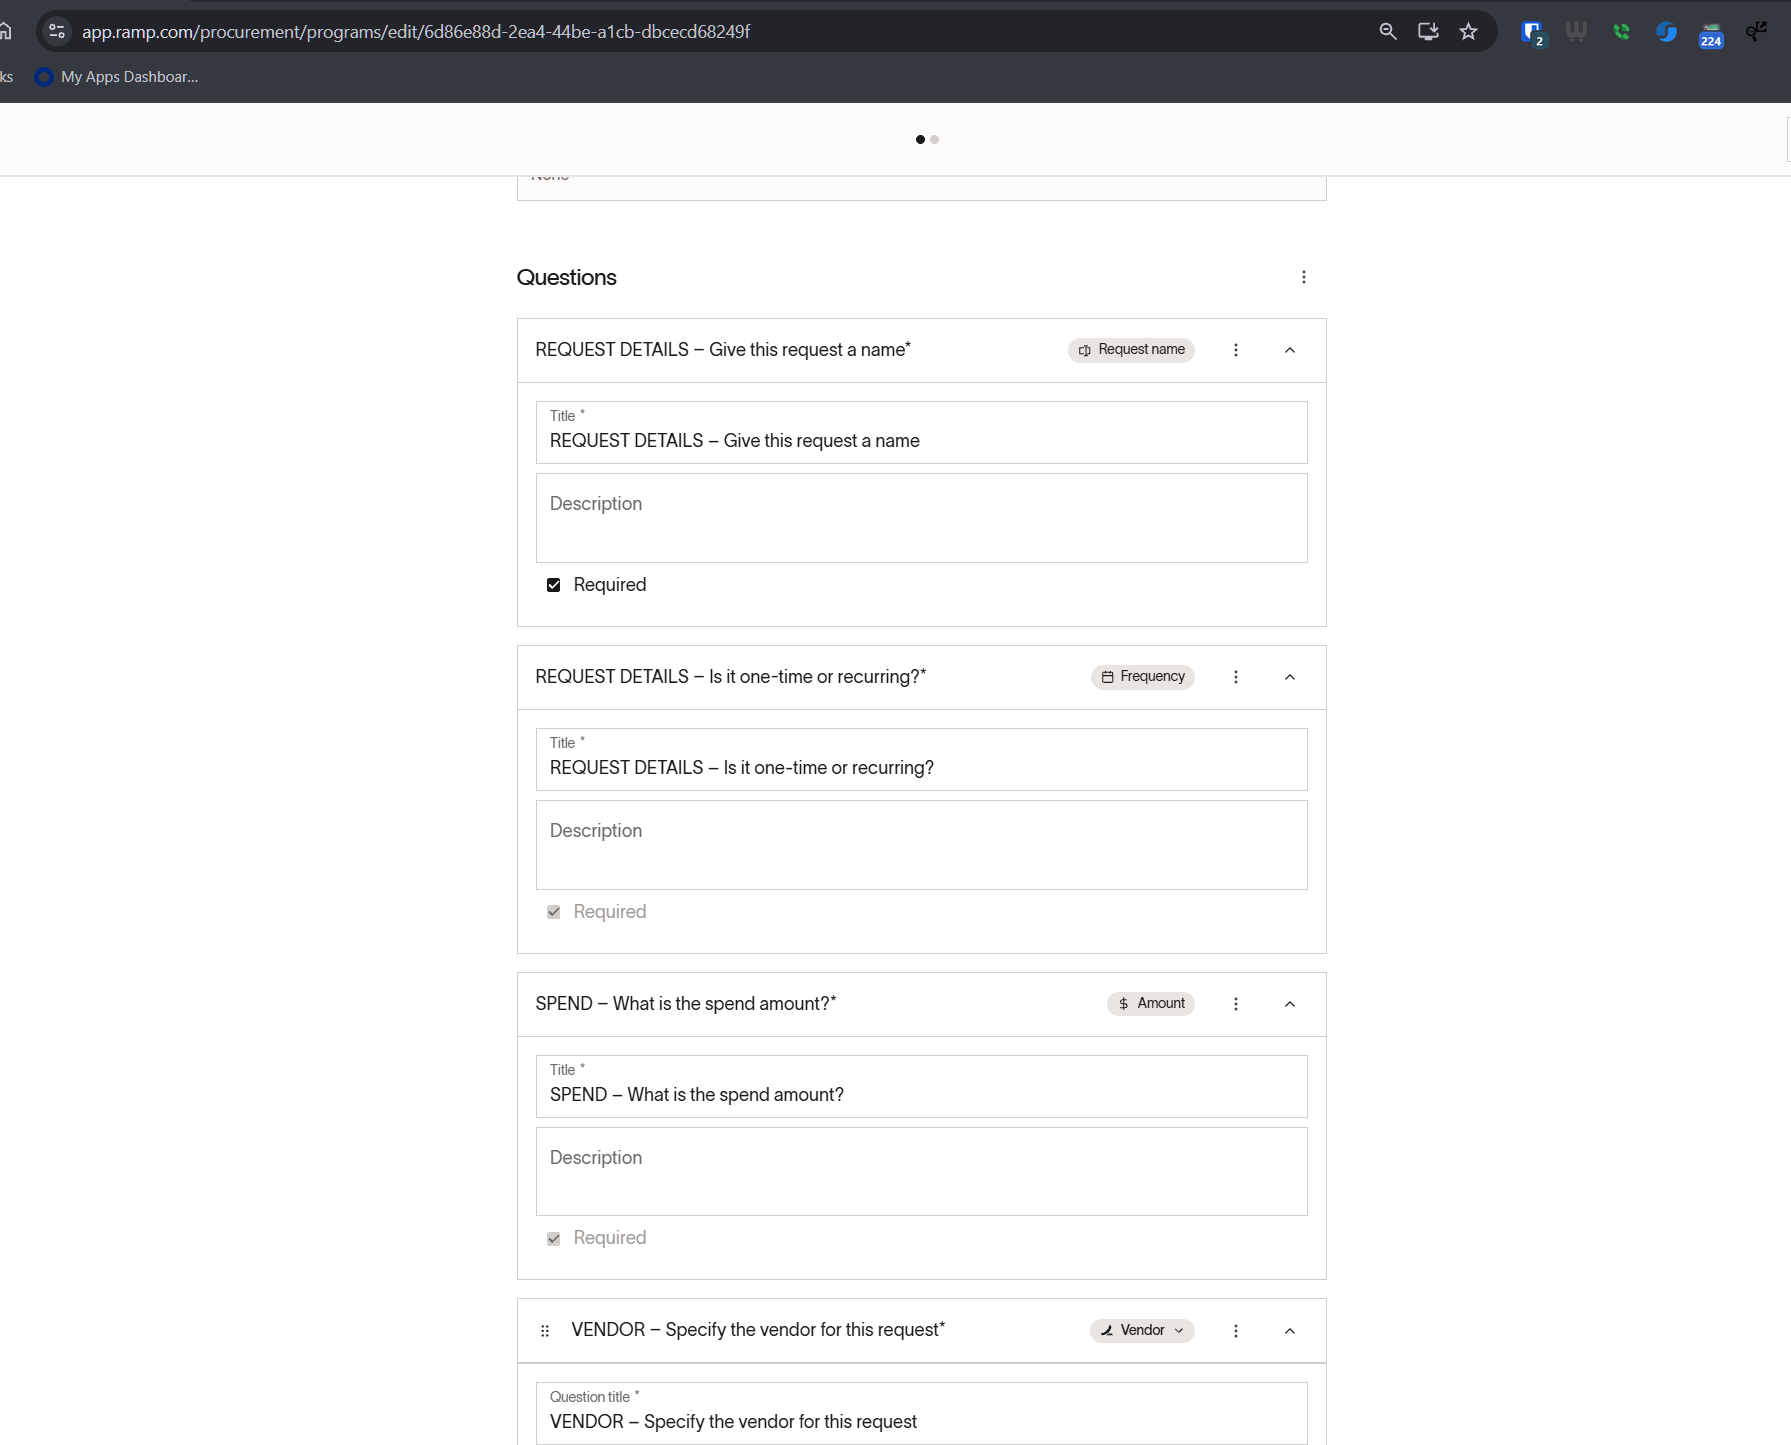 app.ramp.com/procurement/programs/edit/6d86e88d-2ea4-44be-a1cb-dbcecd68249f
2
224
ks
My Apps Dashboar...
None
Questions
REQUEST DETAILS – Give this request a name*
Request name
Title *
REQUEST DETAILS – Give this request a name
Description
Required
REQUEST DETAILS – Is it one-time or recurring?*
Frequency
Title *
REQUEST DETAILS – Is it one-time or recurring?
Description
Required
SPEND – What is the spend amount?*
$ Amount
Title *
SPEND – What is the spend amount?
Description
Required
VENDOR – Specify the vendor for this request*
Vendor
Question title *
VENDOR – Specify the vendor for this request